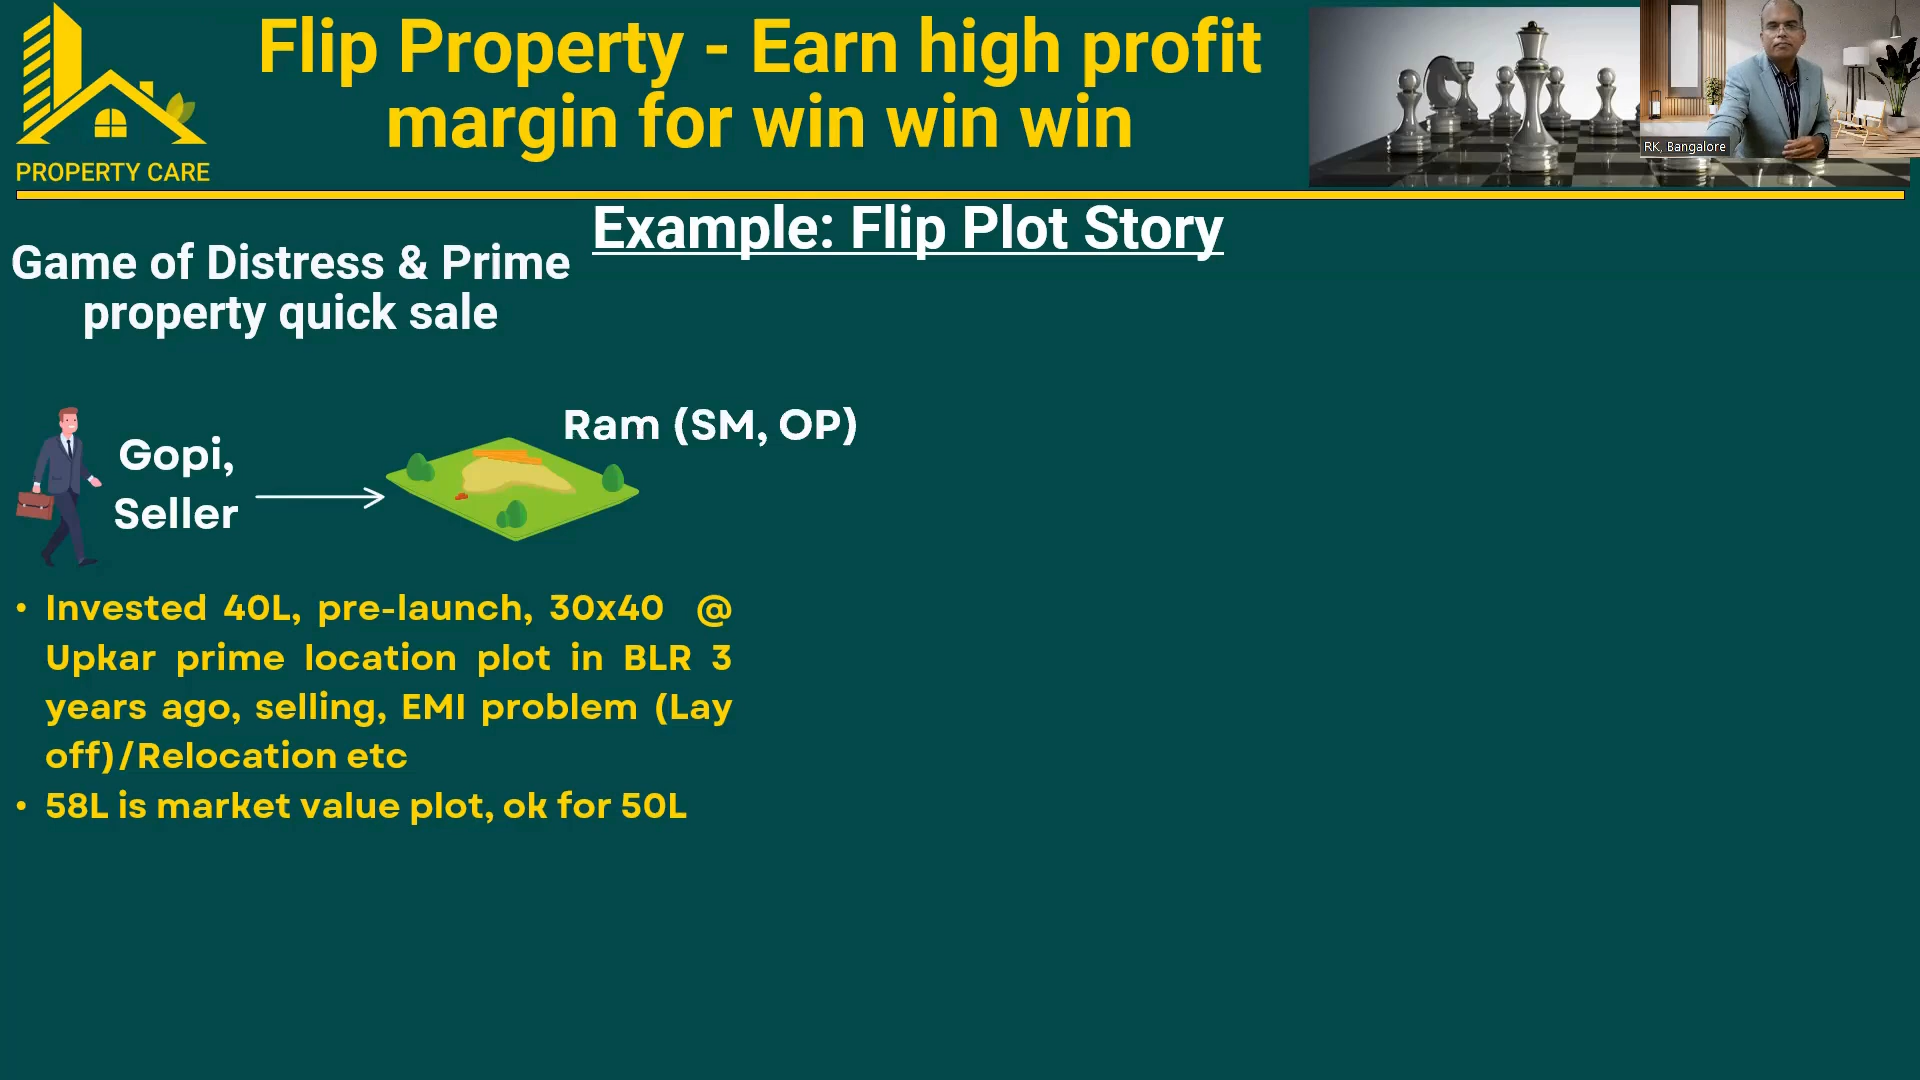 Flip Property - Earn high profit
margin for win win win
PROPERTY CARE
RK, Bangalore
Example: Flip Plot Story
Game of Distress & Prime
property quick sale
Gopi,
Seller
Ram (SM, OP)
• Invested 40L, pre-launch, 30x40 @
Upkar prime location plot in BLR 3
years ago, selling, EMI problem (Lay
off)/Relocation etc
• 58L is market value plot, ok for 50L